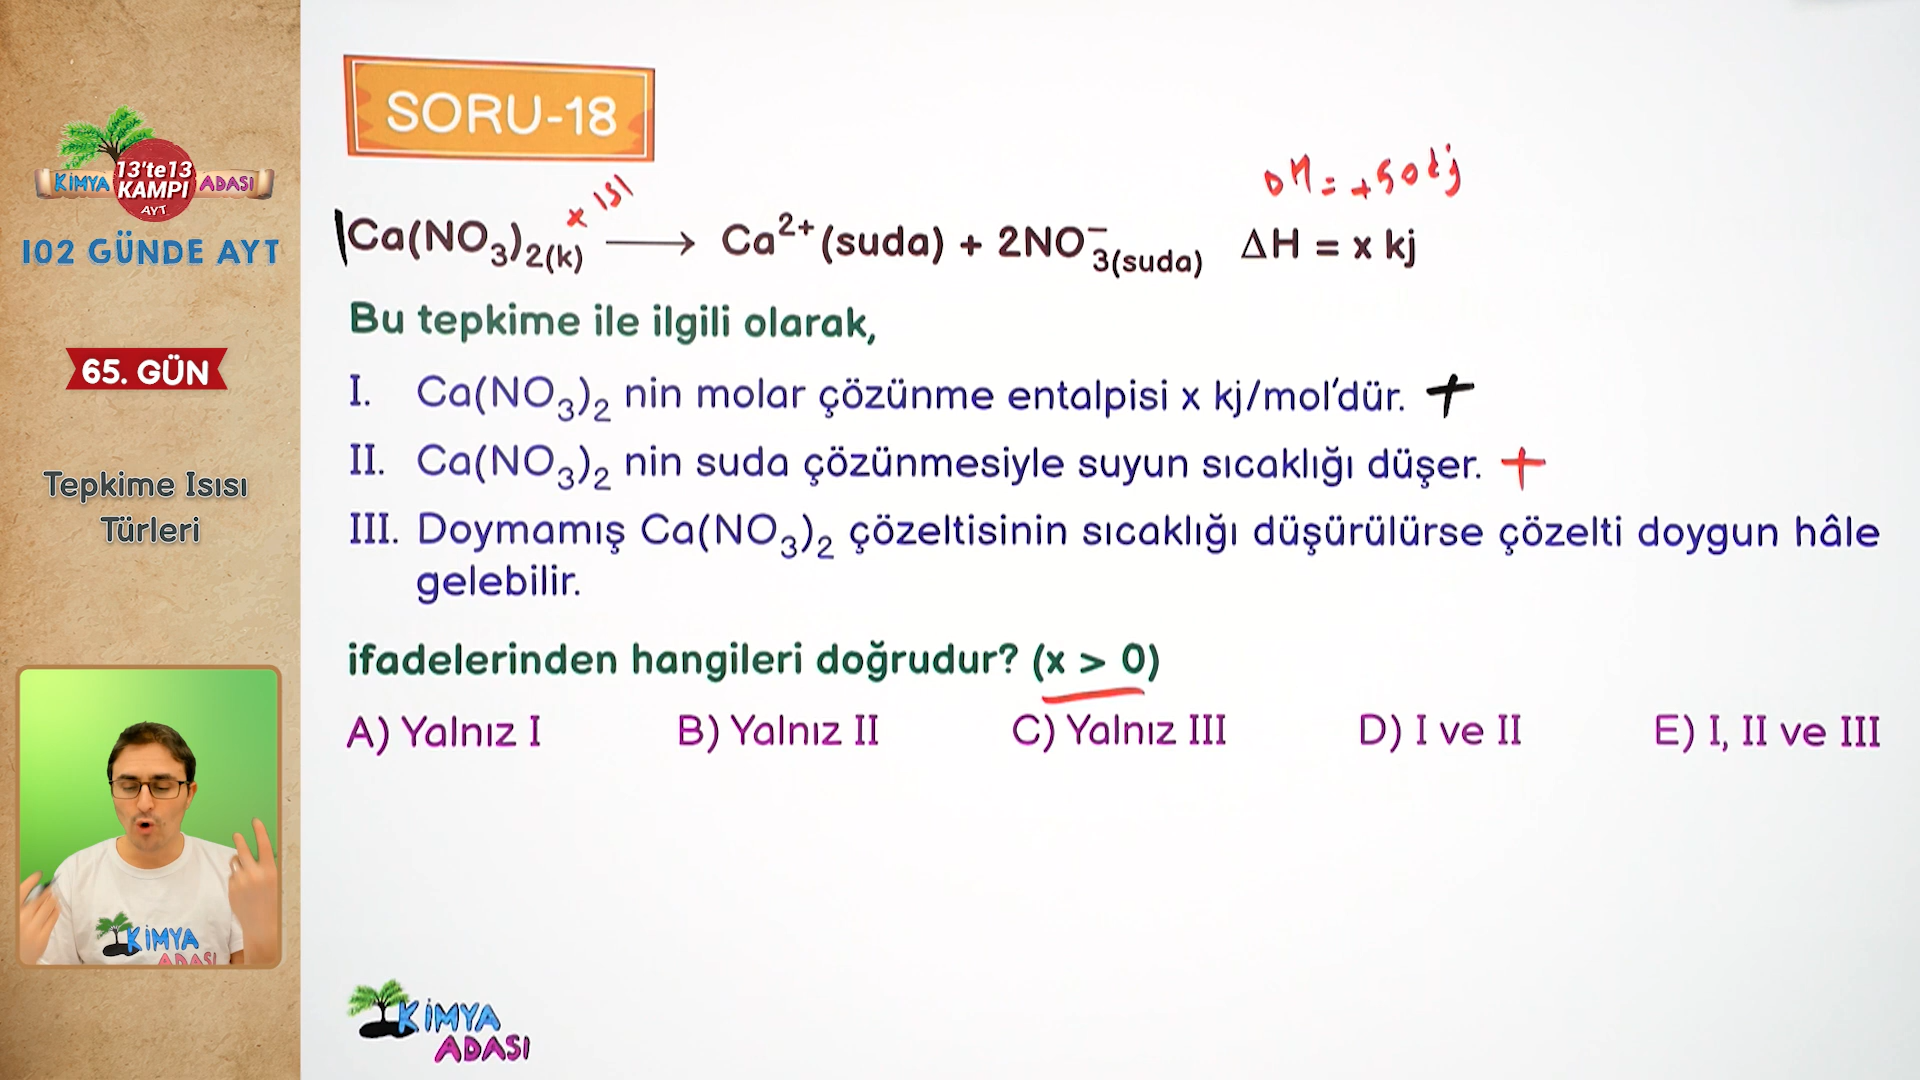 SORU-18
13'te13
KİMYA KAMPI ADASI
AYT
102 GÜNDE AYT
ΔH = +50 kj
+ ısı
Ca(NO₃)₂(k) ⟶ Ca²⁺(suda) + 2NO₃⁻(suda) ΔH = x kj
Bu tepkime ile ilgili olarak,
65. GÜN
I. Ca(NO₃)₂ nin molar çözünme entalpisi x kj/mol'dür. +
II. Ca(NO₃)₂ nin suda çözünmesiyle suyun sıcaklığı düşer. +
Tepkime Isısı
Türleri
III. Doymamış Ca(NO₃)₂ çözeltisinin sıcaklığı düşürülürse çözelti doygun hâle
gelebilir.
ifadelerinden hangileri doğrudur? (x > 0)
A) Yalnız I B) Yalnız II C) Yalnız III D) I ve II E) I, II ve III
KİMYA
ADASI
KİMYA
ADASI